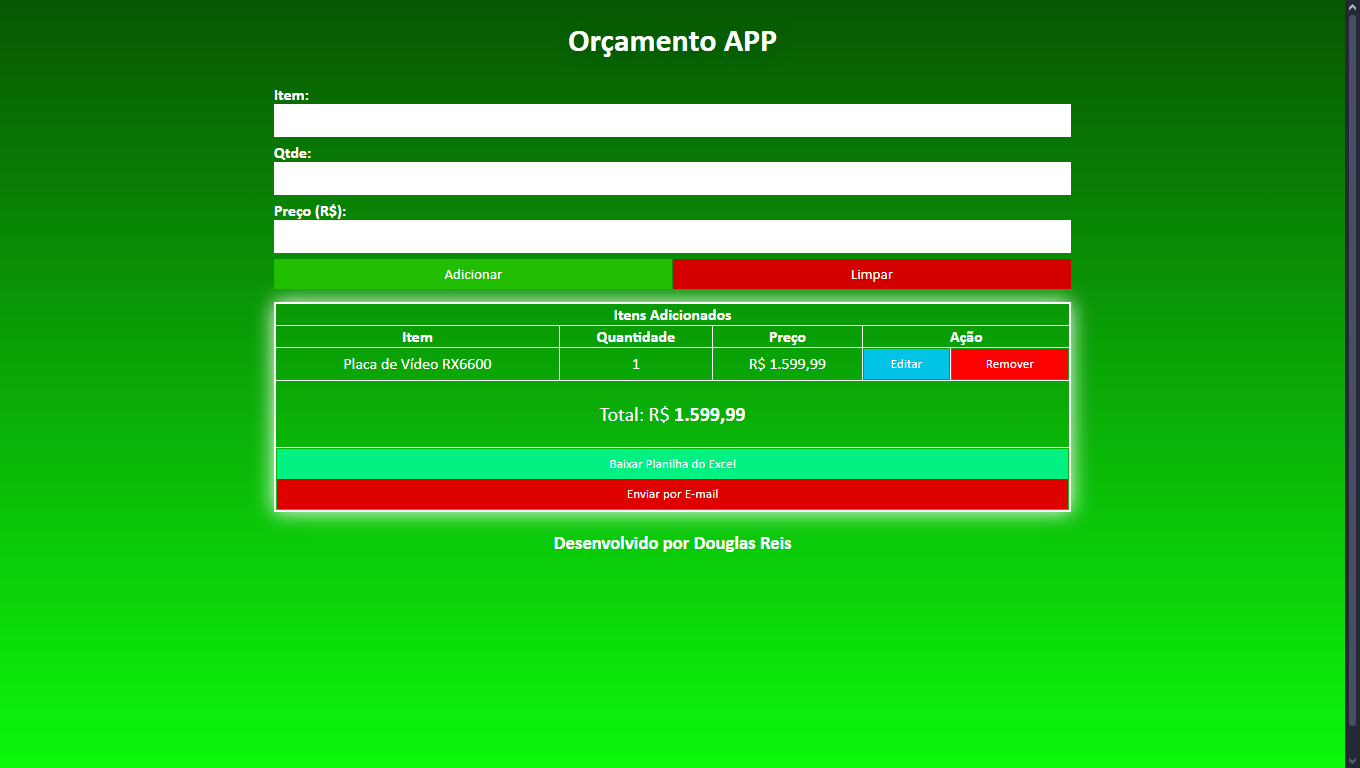 Orçamento APP
Item:
Qtde:
Preço (R$):
Adicionar Limpar
Itens Adicionados
Item Quantidade Preço Ação
Placa de Vídeo RX6600 1 R$ 1.599,99 Editar Remover
Total: R$ 1.599,99
Baixar Planilha do Excel
Enviar por E-mail
Desenvolvido por Douglas Reis